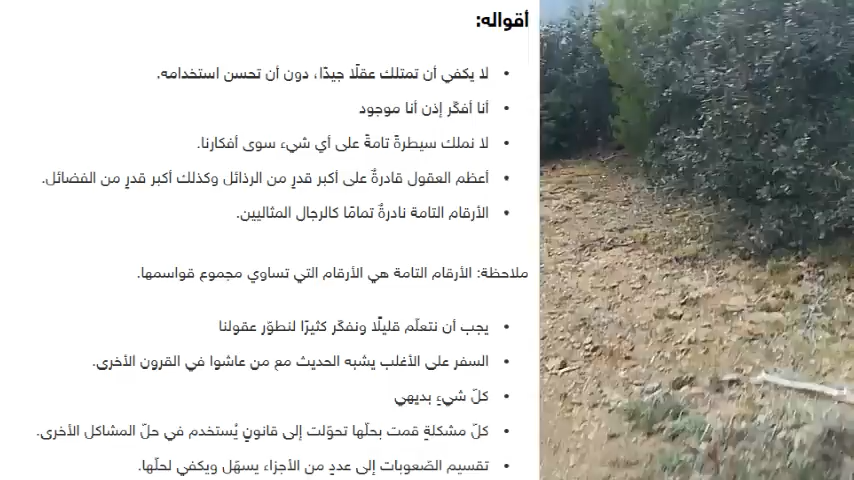 أقواله:
لا يكفي أن تمتلك عقلًا جيدًا، دون أن تحسن استخدامه.
أنا أفكّر إذن أنا موجود
لا نملك سيطرةً تامةً على أي شيء سوى أفكارنا.
أعظم العقول قادرةٌ على أكبر قدرٍ من الرذائل وكذلك أكبر قدرٍ من الفضائل.
الأرقام التامة نادرةٌ تمامًا كالرجال المثاليين.
ملاحظة: الأرقام التامة هي الأرقام التي تساوي مجموع قواسمها.
يجب أن نتعلّم قليلًا ونفكّر كثيرًا لنطوّر عقولنا
السفر على الأغلب يشبه الحديث مع من عاشوا في القرون الأخرى.
كلّ شيءٍ بديهي
كلّ مشكلةٍ قمت بحلّها تحوّلت إلى قانونٍ يُستخدم في حلّ المشاكل الأخرى.
تقسيم الصّعوبات إلى عددٍ من الأجزاء يسهّل ويكفي لحلّها.